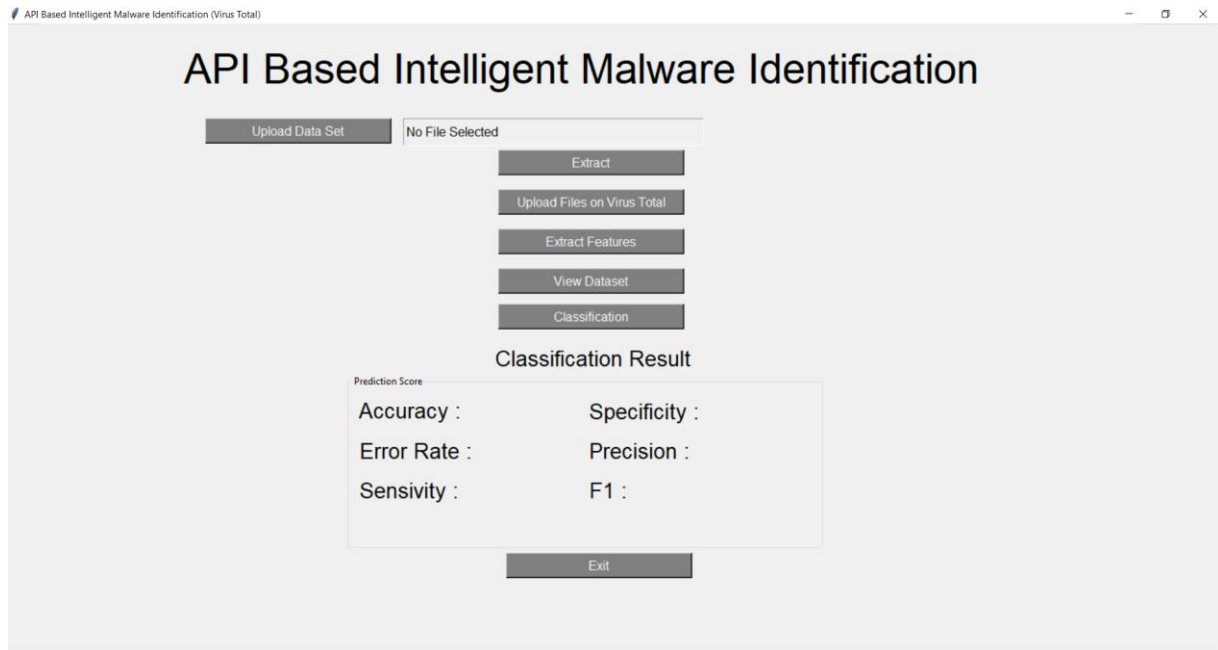 API Based Intelligent Malware Identification (Virus Total)
API Based Intelligent Malware Identification
Upload Data Set
No File Selected
Extract
Upload Files on Virus Total
Extract Features
View Dataset
Classification
Classification Result
Prediction Score
Accuracy : Specificity :
Error Rate : Precision :
Sensivity : F1 :
Exit